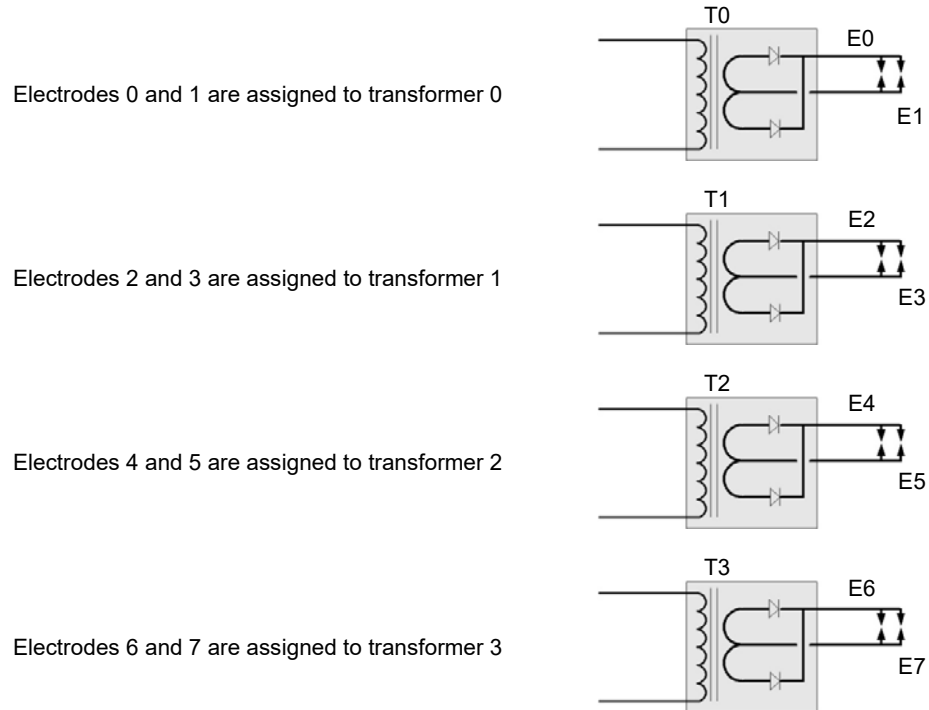 T0
E0
Electrodes 0 and 1 are assigned to transformer 0
E1
T1
E2
Electrodes 2 and 3 are assigned to transformer 1
E3
T2
E4
Electrodes 4 and 5 are assigned to transformer 2
E5
T3
E6
Electrodes 6 and 7 are assigned to transformer 3
E7